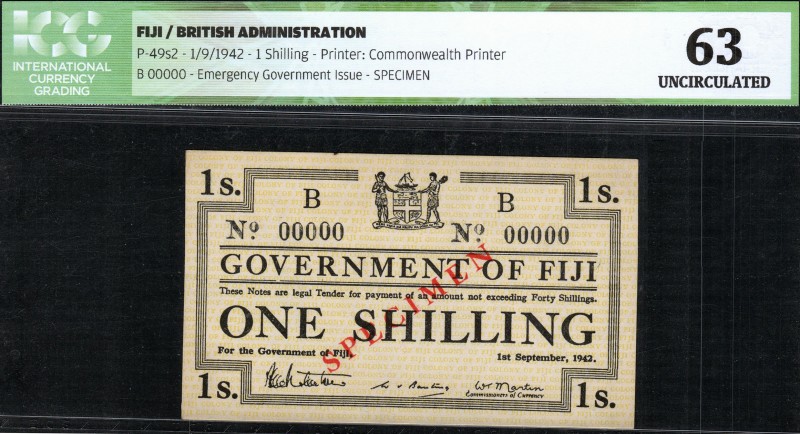 ICG
INTERNATIONAL
CURRENCY
GRADING
FIJI / BRITISH ADMINISTRATION
P-49s2 - 1/9/1942 - 1 Shilling - Printer: Commonwealth Printer
B 00000 - Emergency Government Issue - SPECIMEN
63
UNCIRCULATED
1s.
1s.
B
B
Nº 00000
Nº 00000
GOVERNMENT OF FIJI
These Notes are legal Tender for payment of an amount not exceeding Forty Shillings.
ONE SHILLING
SPECIMEN
For the Government of Fiji.
1st September, 1942.
W Martin
Commissioners of Currency
1s.
1s.